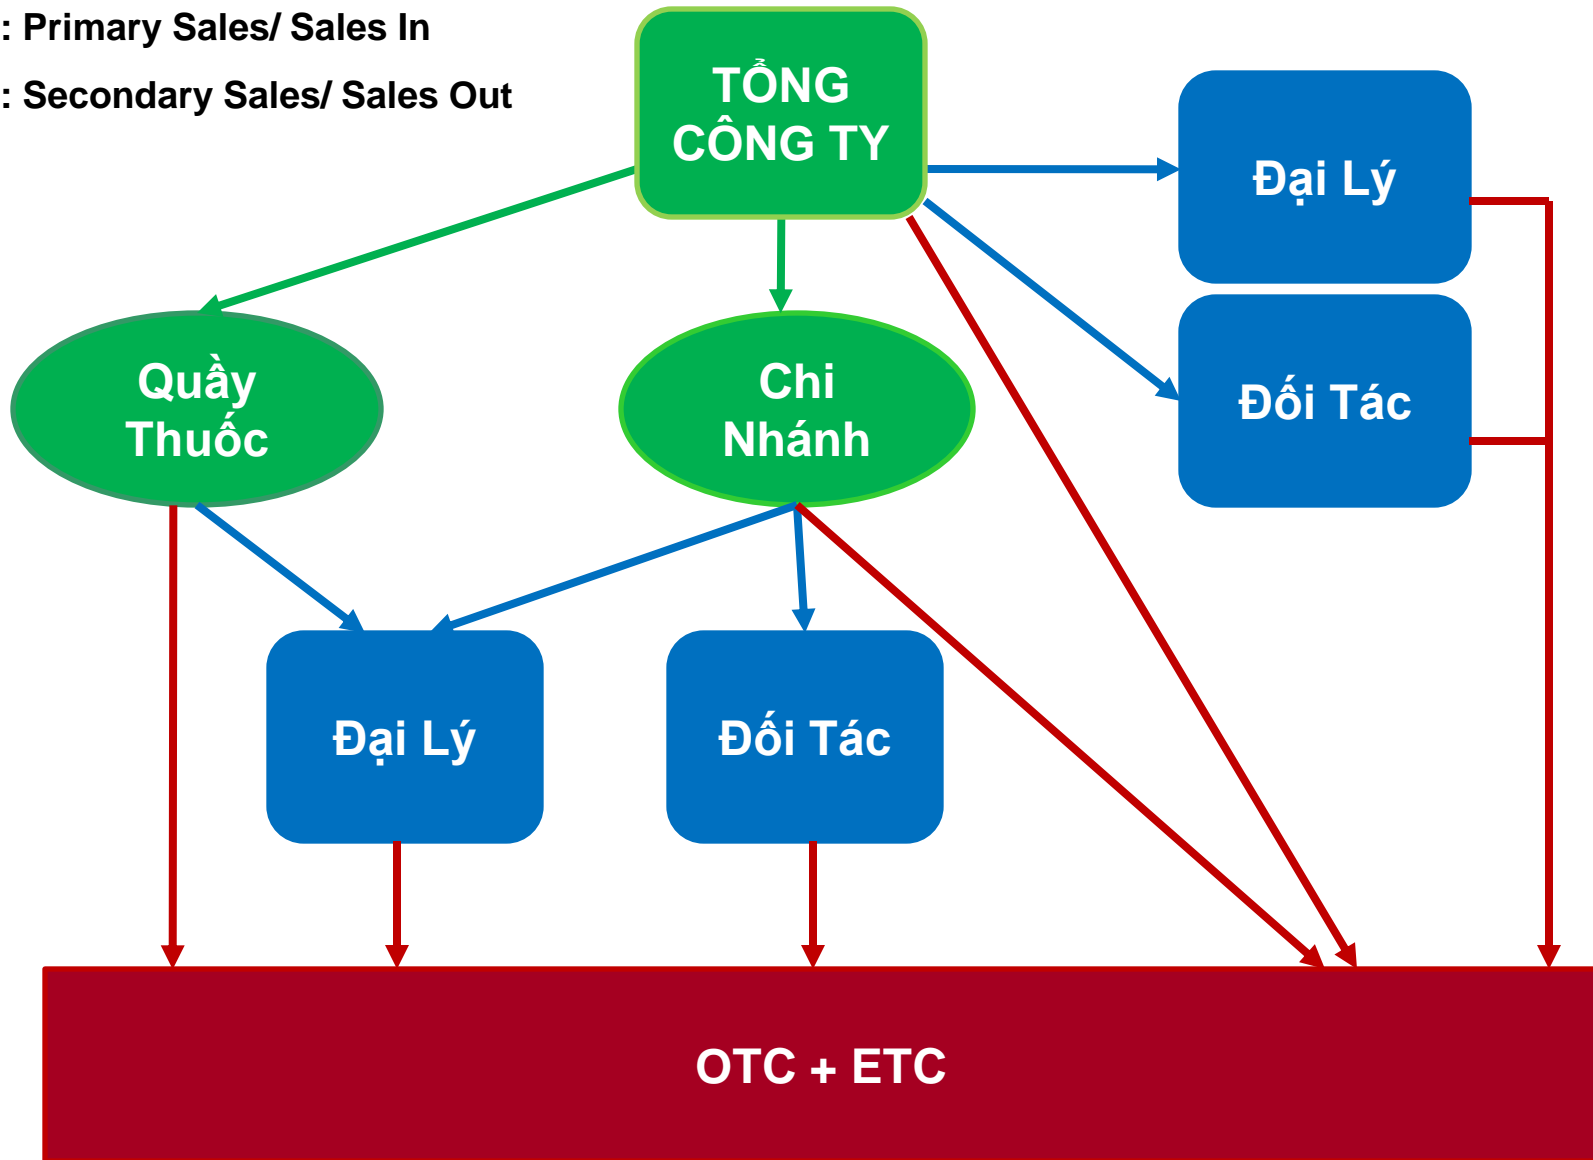 : Primary Sales/ Sales In
: Secondary Sales/ Sales Out
TỔNG
CÔNG TY
Đại Lý
Đối Tác
Quầy
Thuốc
Chi
Nhánh
Đại Lý
Đối Tác
OTC + ETC